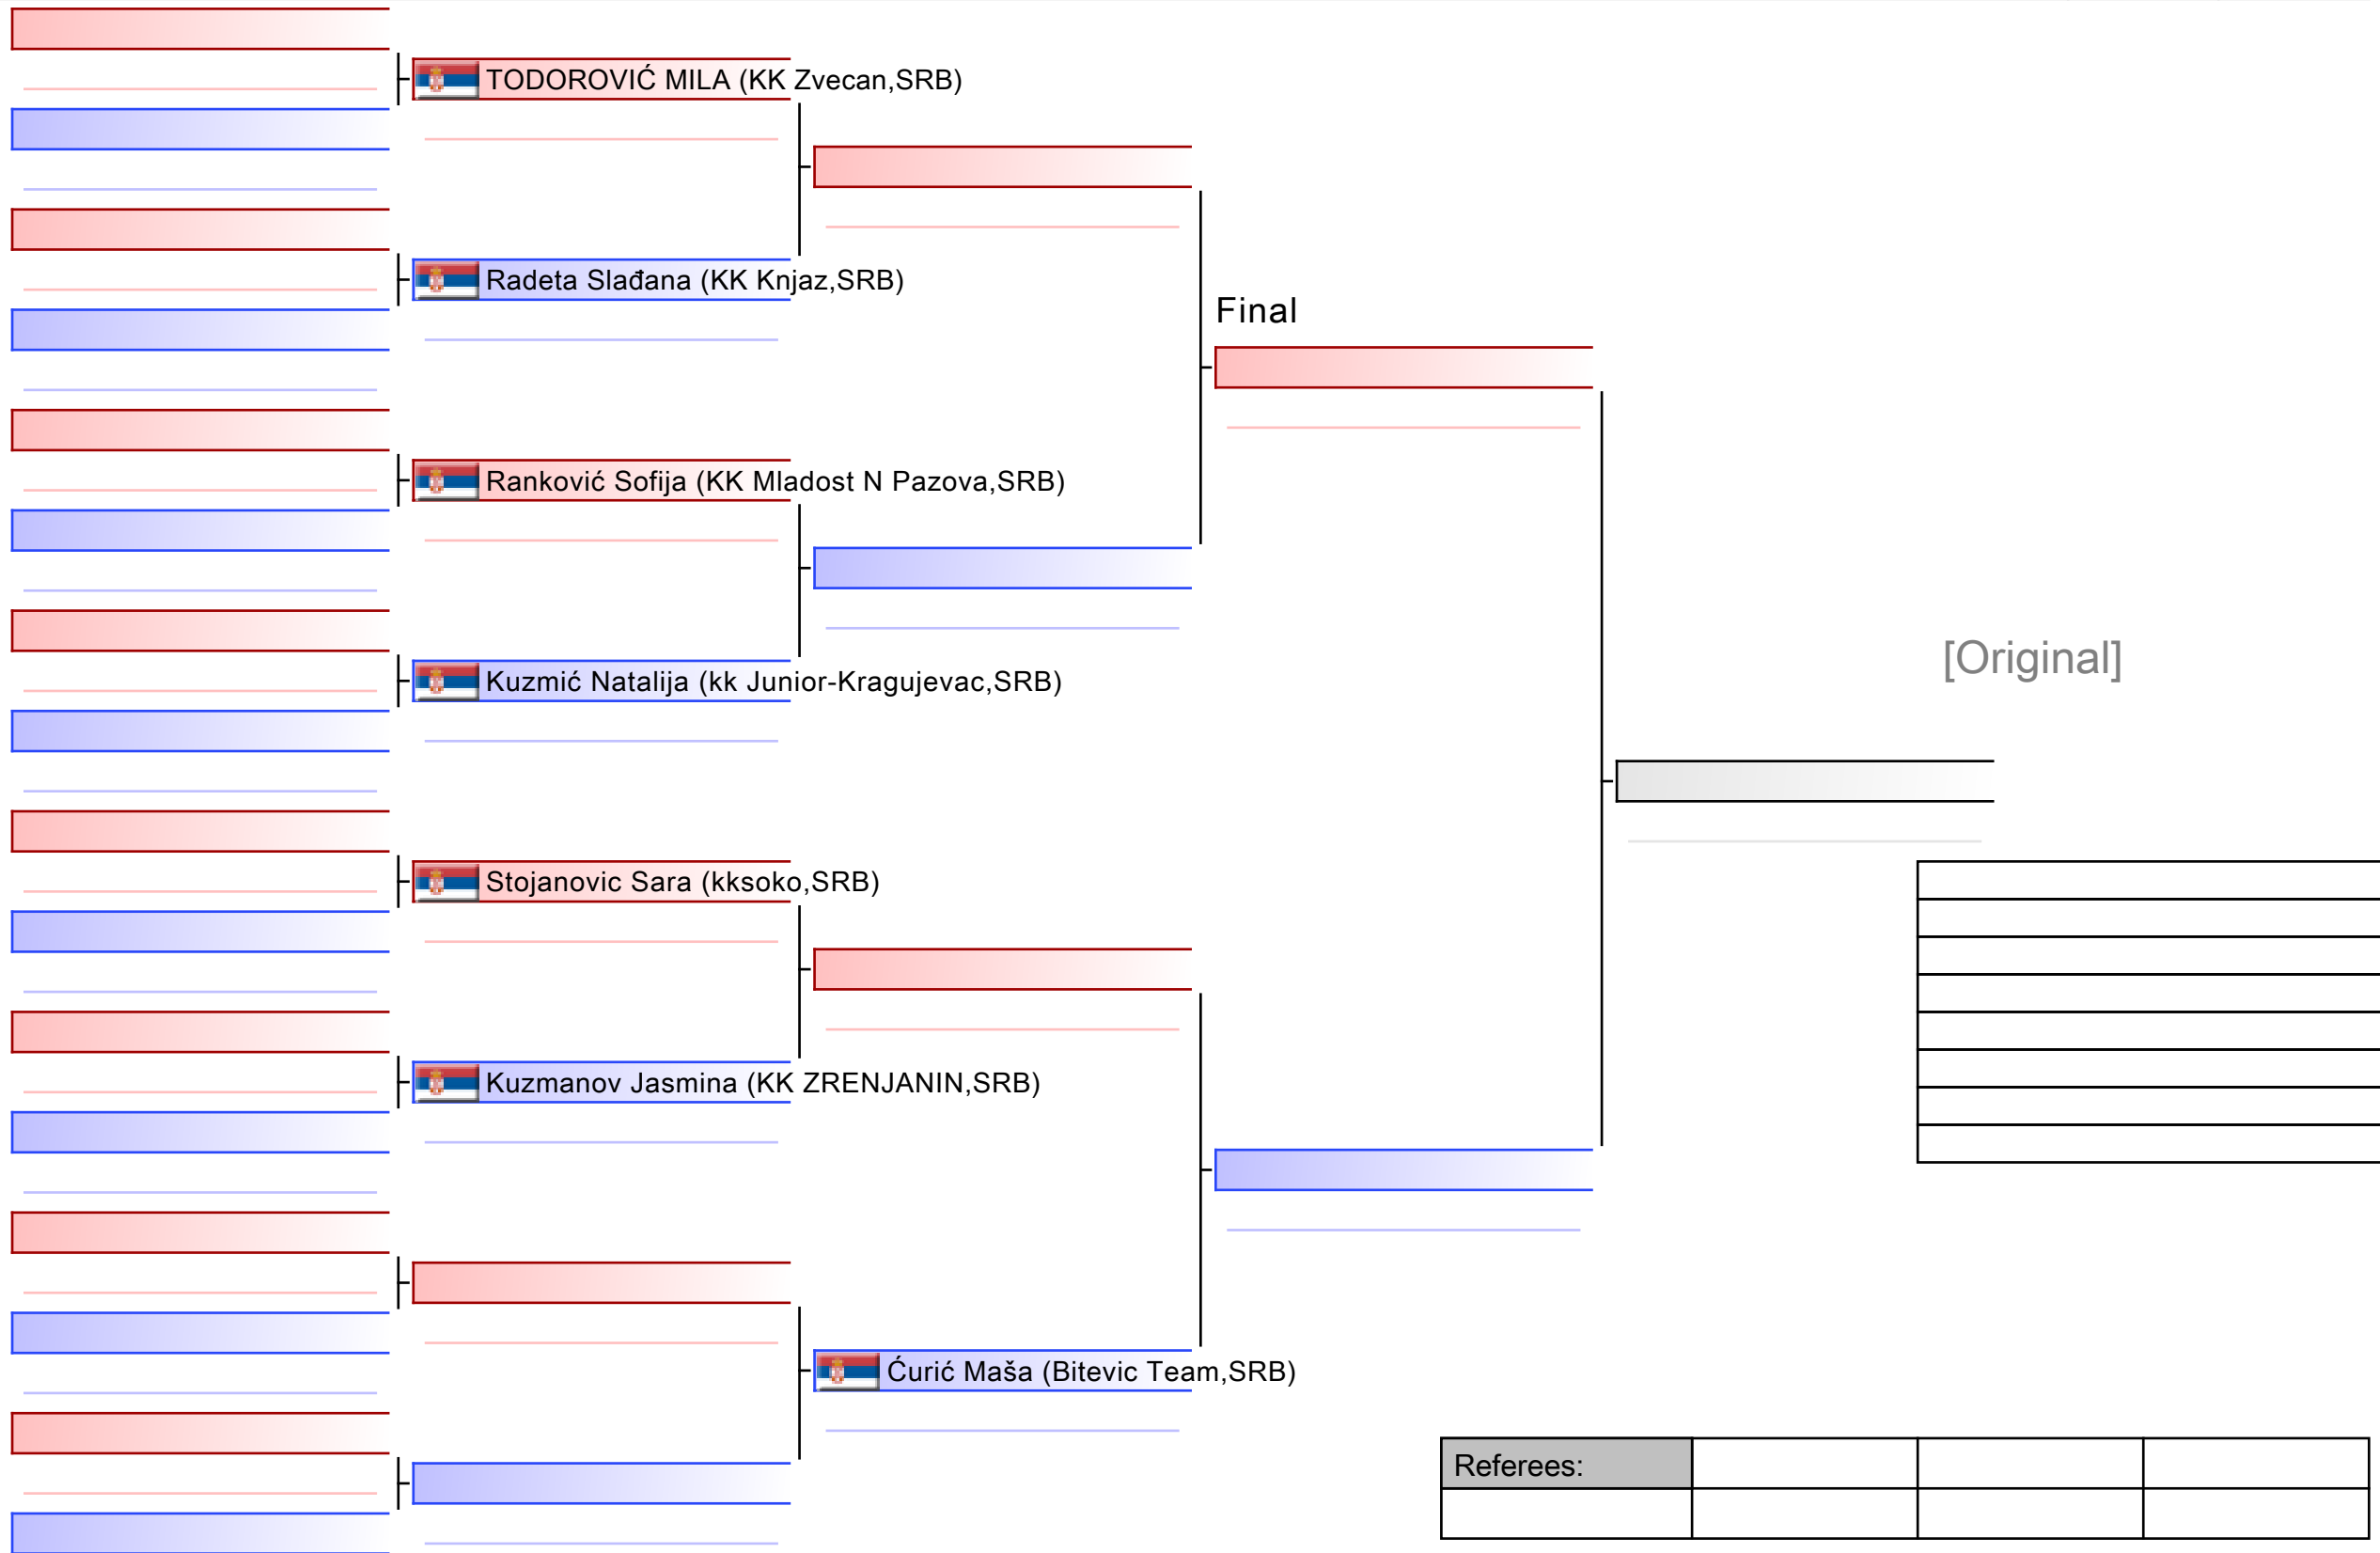 TODOROVIĆ MILA (KK Zvecan,SRB)
Radeta Slađana (KK Knjaz,SRB)
Final
Ranković Sofija (KK Mladost N Pazova,SRB)
[Original]
Kuzmić Natalija (kk Junior-Kragujevac,SRB)
Stojanovic Sara (kksoko,SRB)
Kuzmanov Jasmina (KK ZRENJANIN,SRB)
Ćurić Maša (Bitevic Team,SRB)
Referees: